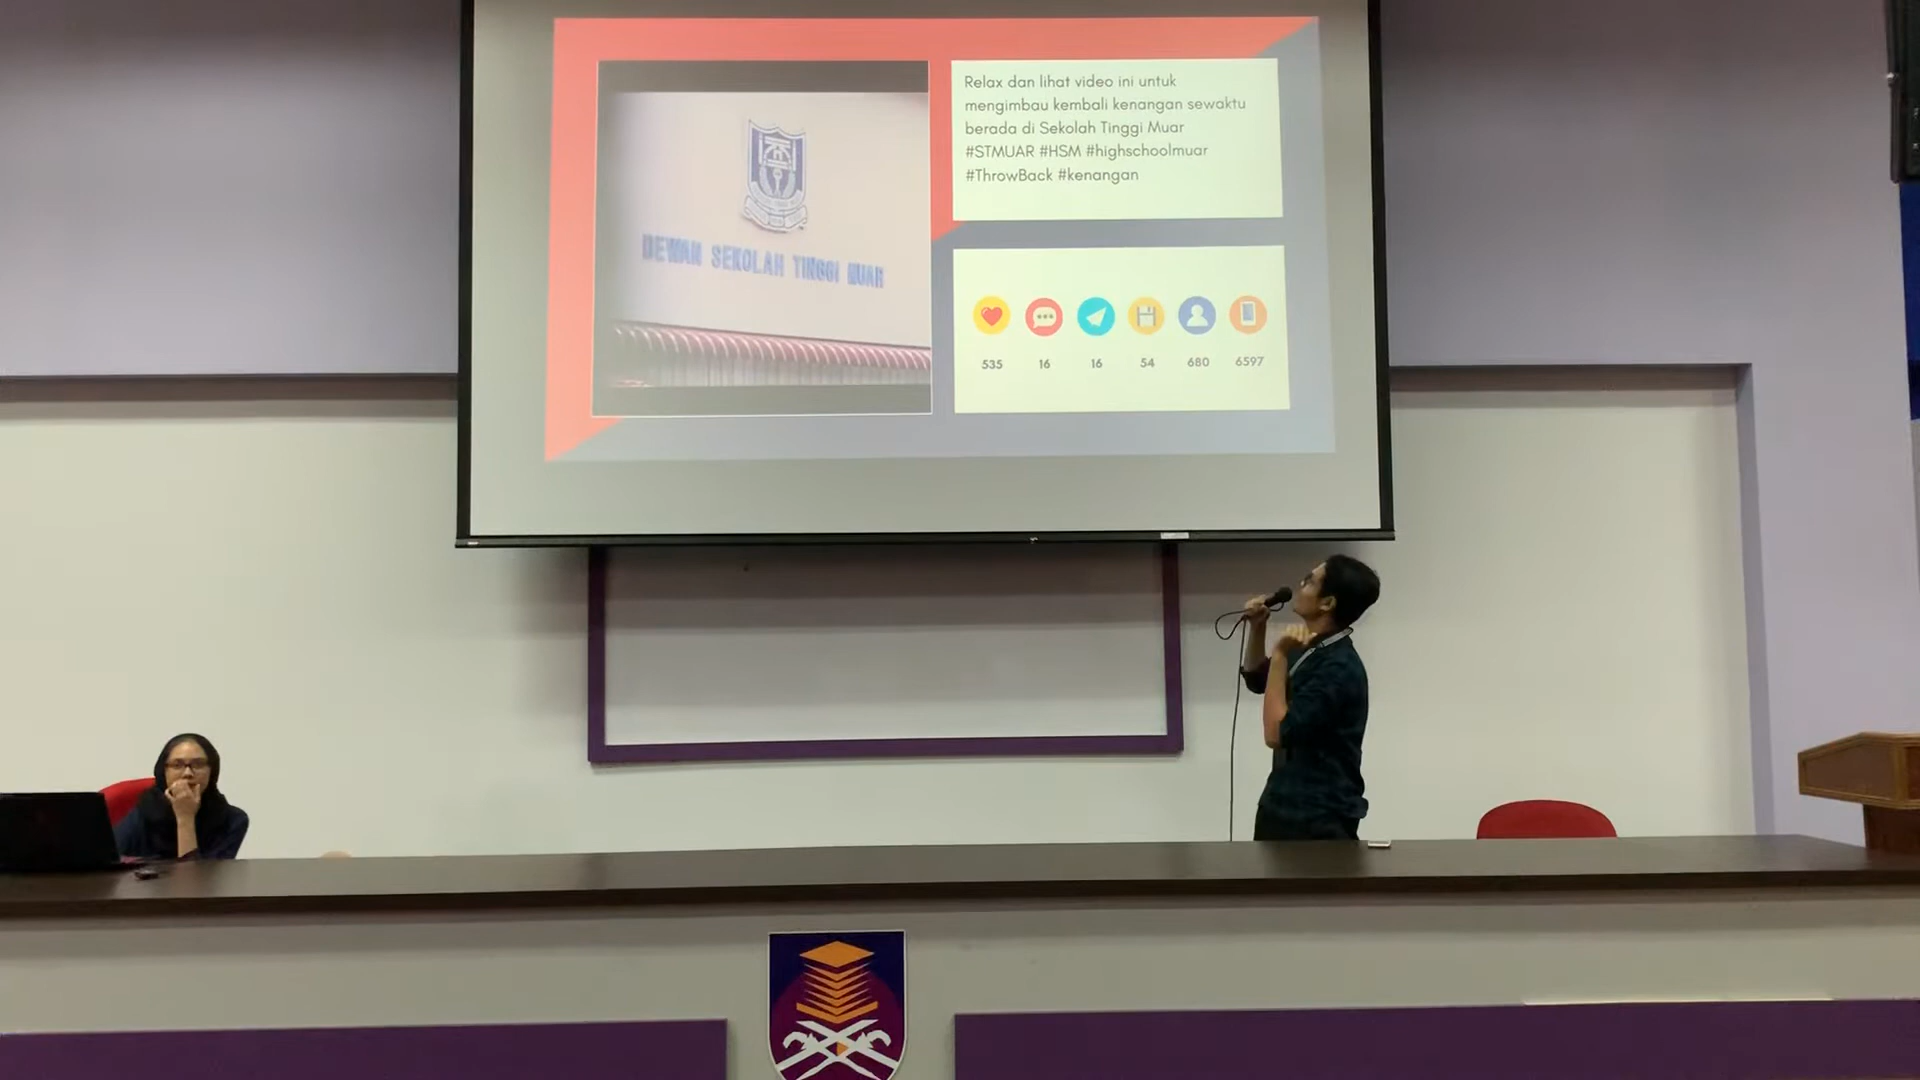 DEWAN SEKOLAH TINGGI MUAR
Relax dan lihat video ini untuk
mengimbau kembali kenangan sewaktu
berada di Sekolah Tinggi Muar
#STMUAR #HSM #highschoolmuar
#ThrowBack #kenangan
535 16 16 54 680 6597